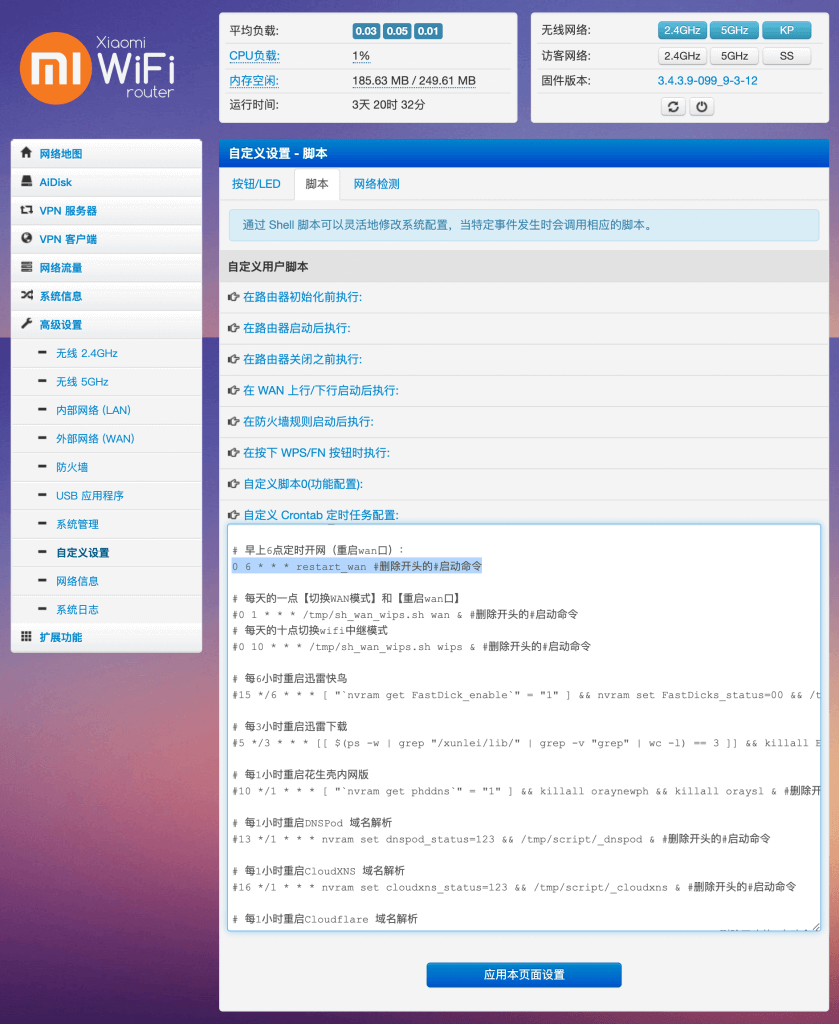 Xiaomi
MI WiFi
router
平均负载: 0.03 0.05 0.01
CPU负载: 1%
内存空闲: 185.63 MB / 249.61 MB
运行时间: 3天 20时 32分
无线网络: 2.4GHz 5GHz KP
访客网络: 2.4GHz 5GHz SS
固件版本: 3.4.3.9-099_9-3-12
网络地图
AiDisk
VPN 服务器
VPN 客户端
网络流量
系统信息
高级设置
无线 2.4GHz
无线 5GHz
内部网络 (LAN)
外部网络 (WAN)
防火墙
USB 应用程序
系统管理
自定义设置
网络信息
系统日志
扩展功能
自定义设置 - 脚本
按钮/LED 脚本 网络检测
通过 Shell 脚本可以灵活地修改系统配置，当特定事件发生时会调用相应的脚本。
自定义用户脚本
在路由器初始化前执行:
在路由器启动后执行:
在路由器关闭之前执行:
在 WAN 上行/下行启动后执行:
在防火墙规则启动后执行:
在按下 WPS/FN 按钮时执行:
自定义脚本0(功能配置):
自定义 Crontab 定时任务配置:
# 早上6点定时开网（重启wan口）:
0 6 * * * restart_wan #删除开头的#启动命令
# 每天的一点【切换WAN模式】和【重启wan口】
#0 1 * * * /tmp/sh_wan_wips.sh wan & #删除开头的#启动命令
# 每天的十点切换wifi中继模式
#0 10 * * * /tmp/sh_wan_wips.sh wips & #删除开头的#启动命令
# 每6小时重启迅雷快鸟
#15 */6 * * * [ "`nvram get FastDick_enable`" = "1" ] && nvram set FastDicks_status=00 && /t
# 每3小时重启迅雷下载
#5 */3 * * * [[ $(ps -w | grep "/xunlei/lib/" | grep -v "grep" | wc -l) == 3 ]] && killall E
# 每1小时重启花生壳内网版
#10 */1 * * * [ "`nvram get phddns`" = "1" ] && killall oraynewph && killall oraysl & #删除开
# 每1小时重启DNSPod 域名解析
#13 */1 * * * nvram set dnspod_status=123 && /tmp/script/_dnspod & #删除开头的#启动命令
# 每1小时重启CloudXNS 域名解析
#16 */1 * * * nvram set cloudxns_status=123 && /tmp/script/_cloudxns & #删除开头的#启动命令
# 每1小时重启Cloudflare 域名解析
应用本页面设置